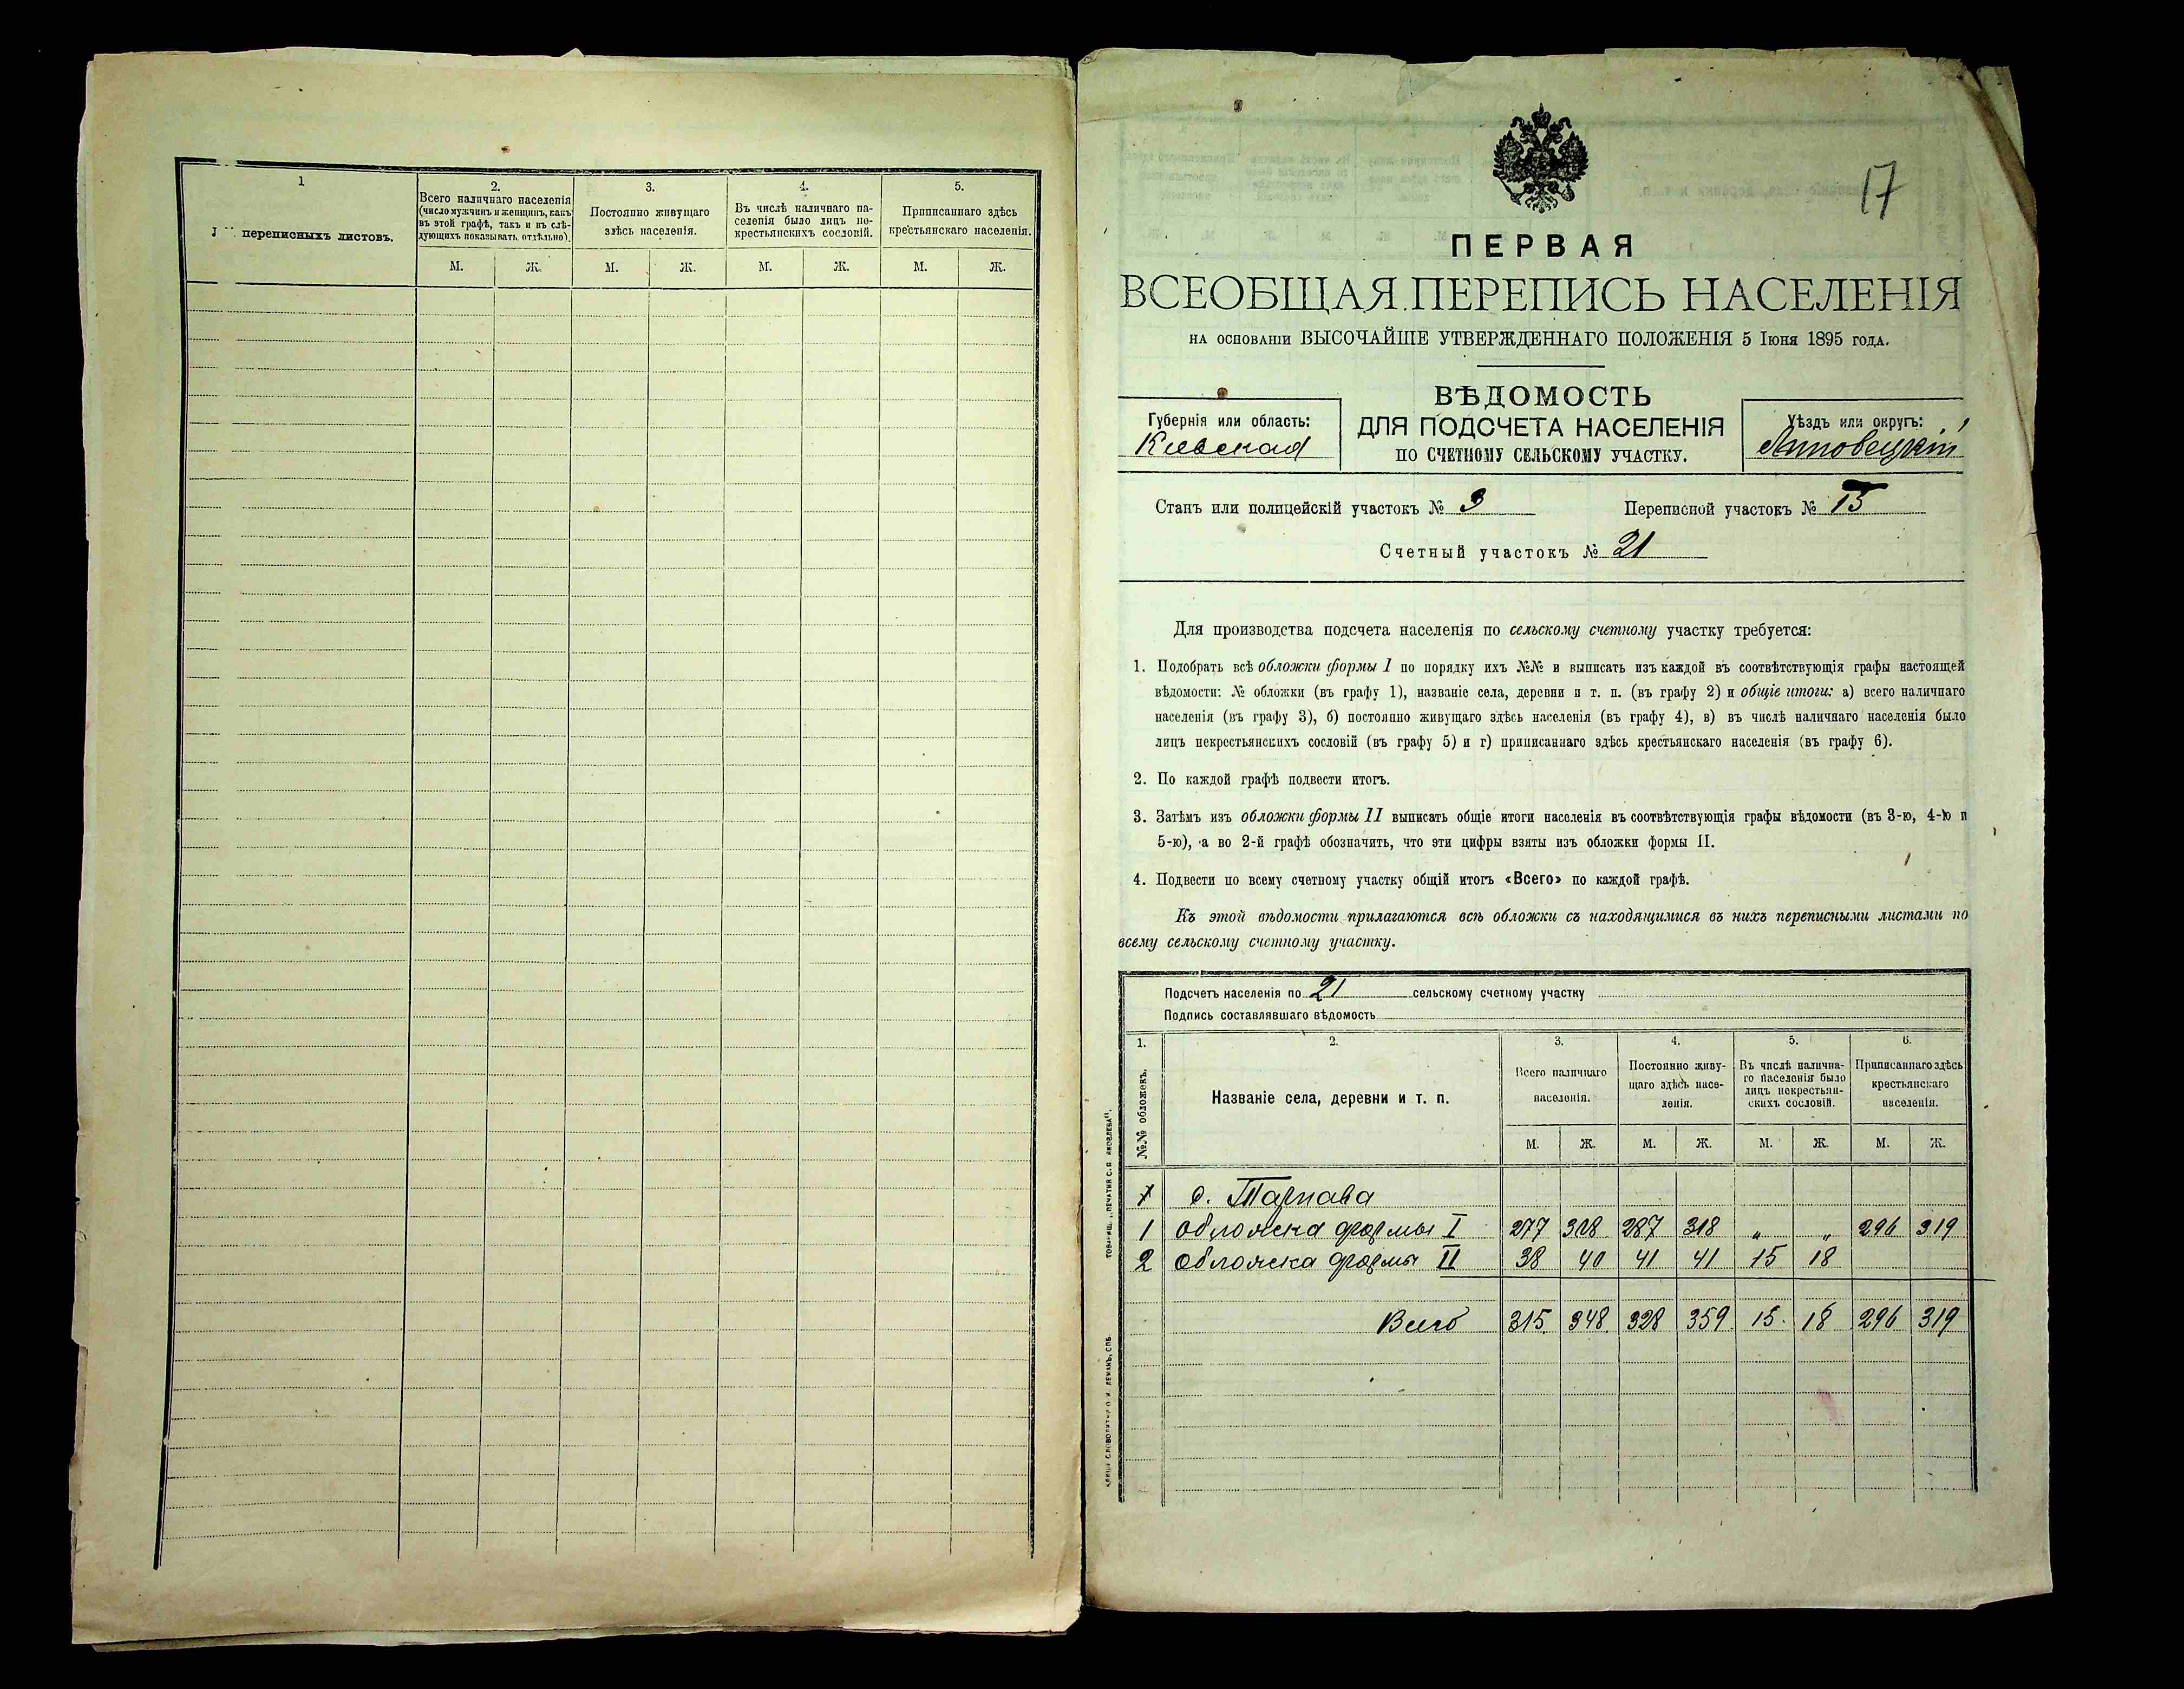 1
переписныхъ листовъ.
2.
Всего наличнаго населенія
(число мужчинъ и женщинъ, какъ
въ этой графѣ, такъ и въ слѣ-
дующихъ показывать отдѣльно).
3.
Постоянно живущаго
здѣсь населенія.
4.
Въ числѣ наличнаго на-
селенія было лицъ не-
крестьянскихъ сословій.
5.
Приписаннаго здѣсь
крестьянскаго населенія.
М. Ж. М. Ж. М. Ж. М. Ж.
17
ПЕРВАЯ
ВСЕОБЩАЯ ПЕРЕПИСЬ НАСЕЛЕНІЯ
НА ОСНОВАНІИ ВЫСОЧАЙШЕ УТВЕРЖДЕННАГО ПОЛОЖЕНІЯ 5 Іюня 1895 ГОДА.
ВѢДОМОСТЬ
ДЛЯ ПОДСЧЕТА НАСЕЛЕНІЯ
ПО СЧЕТНОМУ СЕЛЬСКОМУ УЧАСТКУ.
Губернія или область:
Кіевская
Уѣздъ или округъ:
Липовецкій
Станъ или полицейскій участокъ № 3 Переписной участокъ №
Счетный участокъ № 21
Для производства подсчета населенія по сельскому счетному участку требуется:
1. Подобрать всѣ обложки формы I по порядку ихъ №№ и выписать изъ каждой въ соотвѣтствующія графы настоящей
вѣдомости: № обложки (въ графу 1), названіе села, деревни и т. п. (въ графу 2) и общіе итоги: а) всего наличнаго
населенія (въ графу 3), б) постоянно живущаго здѣсь населенія (въ графу 4), в) въ числѣ наличнаго населенія было
лицъ некрестьянскихъ сословій (въ графу 5) и г) приписаннаго здѣсь крестьянскаго населенія (въ графу 6).
2. По каждой графѣ подвести итогъ.
3. Затѣмъ изъ обложки формы II выписать общіе итоги населенія въ соотвѣтствующія графы вѣдомости (въ 3-ю, 4-ю и
5-ю), а во 2-й графѣ обозначить, что эти цифры взяты изъ обложки формы II.
4. Подвести по всему счетному участку общій итогъ «Всего» по каждой графѣ.
Къ этой вѣдомости прилагаются всѣ обложки съ находящимися въ нихъ переписными листами по
всему сельскому счетному участку.
Подсчетъ населенія по 21 сельскому счетному участку
Подпись составлявшаго вѣдомость
1.
№№ обложекъ.
2.
Названіе села, деревни и т. п.
3.
Всего наличнаго
населенія.
4.
Постоянно живу-
щаго здѣсь насе-
ленія.
5.
Въ числѣ налична-
го населенія было
лицъ некрестьян-
скихъ сословій.
6.
Приписаннаго здѣсь
крестьянскаго
населенія.
М. Ж. М. Ж. М. Ж. М. Ж.
д. Тарнава
1 обложка формы I 277 308 287 318 „ „ 296 319
2 обложка формы II 38 40 41 41 15 18
Всего 315 348 328 359 15 18 296 319